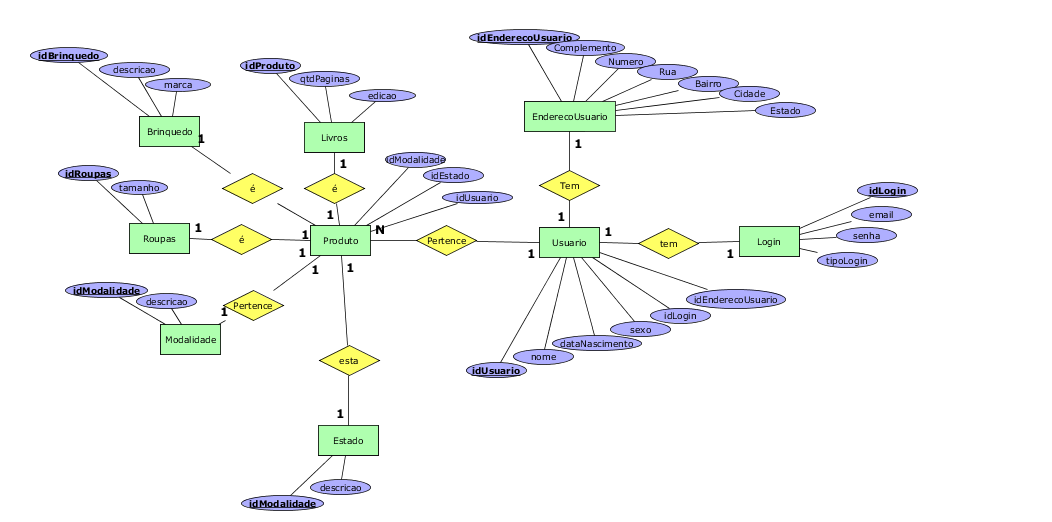 idEnderecoUsuario
Complemento
Numero
Rua
Bairro
Cidade
Estado
EnderecoUsuario
1
idBrinquedo
descricao
marca
Brinquedo
1
idProduto
qtdPaginas
edicao
Livros
1
é
é
1
idModalidade
idEstado
idUsuario
Tem
1
idRoupas
tamanho
Roupas
1
é
1
Produto
N
Pertence
1
Usuario
1
tem
1
Login
idLogin
email
senha
tipoLogin
1
1
1
Pertence
1
idModalidade
descricao
Modalidade
idEnderecoUsuario
idLogin
sexo
dataNascimento
nome
idUsuario
esta
1
Estado
descricao
idModalidade